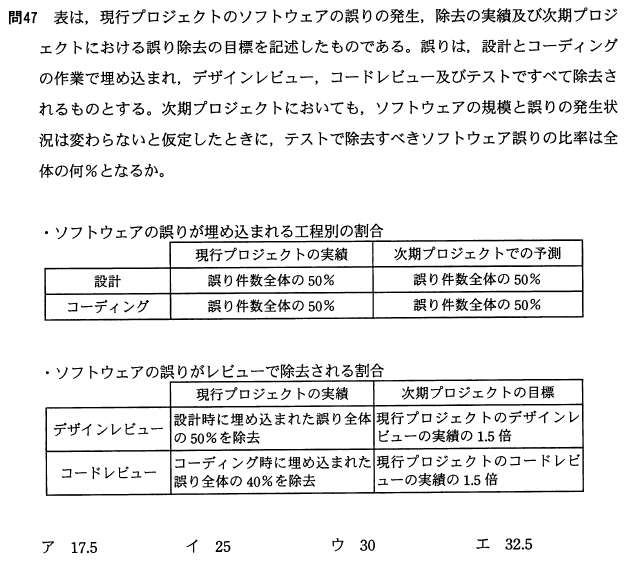 問47　表は，現行プロジェクトのソフトウェアの誤りの発生，除去の実績及び次期プロジ
ェクトにおける誤り除去の目標を記述したものである。誤りは，設計とコーディング
の作業で埋め込まれ，デザインレビュー，コードレビュー及びテストですべて除去さ
れるものとする。次期プロジェクトにおいても，ソフトウェアの規模と誤りの発生状
況は変わらないと仮定したときに，テストで除去すべきソフトウェア誤りの比率は全
体の何％となるか。
・ソフトウェアの誤りが埋め込まれる工程別の割合
現行プロジェクトの実績　次期プロジェクトでの予測
設計　誤り件数全体の 50％　誤り件数全体の 50％
コーディング　誤り件数全体の 50％　誤り件数全体の 50％
・ソフトウェアの誤りがレビューで除去される割合
現行プロジェクトの実績　次期プロジェクトの目標
デザインレビュー　設計時に埋め込まれた誤り全体
の 50％を除去　現行プロジェクトのデザインレ
ビューの実績の 1.5 倍
コードレビュー　コーディング時に埋め込まれた
誤り全体の 40％を除去　現行プロジェクトのコードレビ
ューの実績の 1.5 倍
ア　17.5　イ　25　ウ　30　エ　32.5